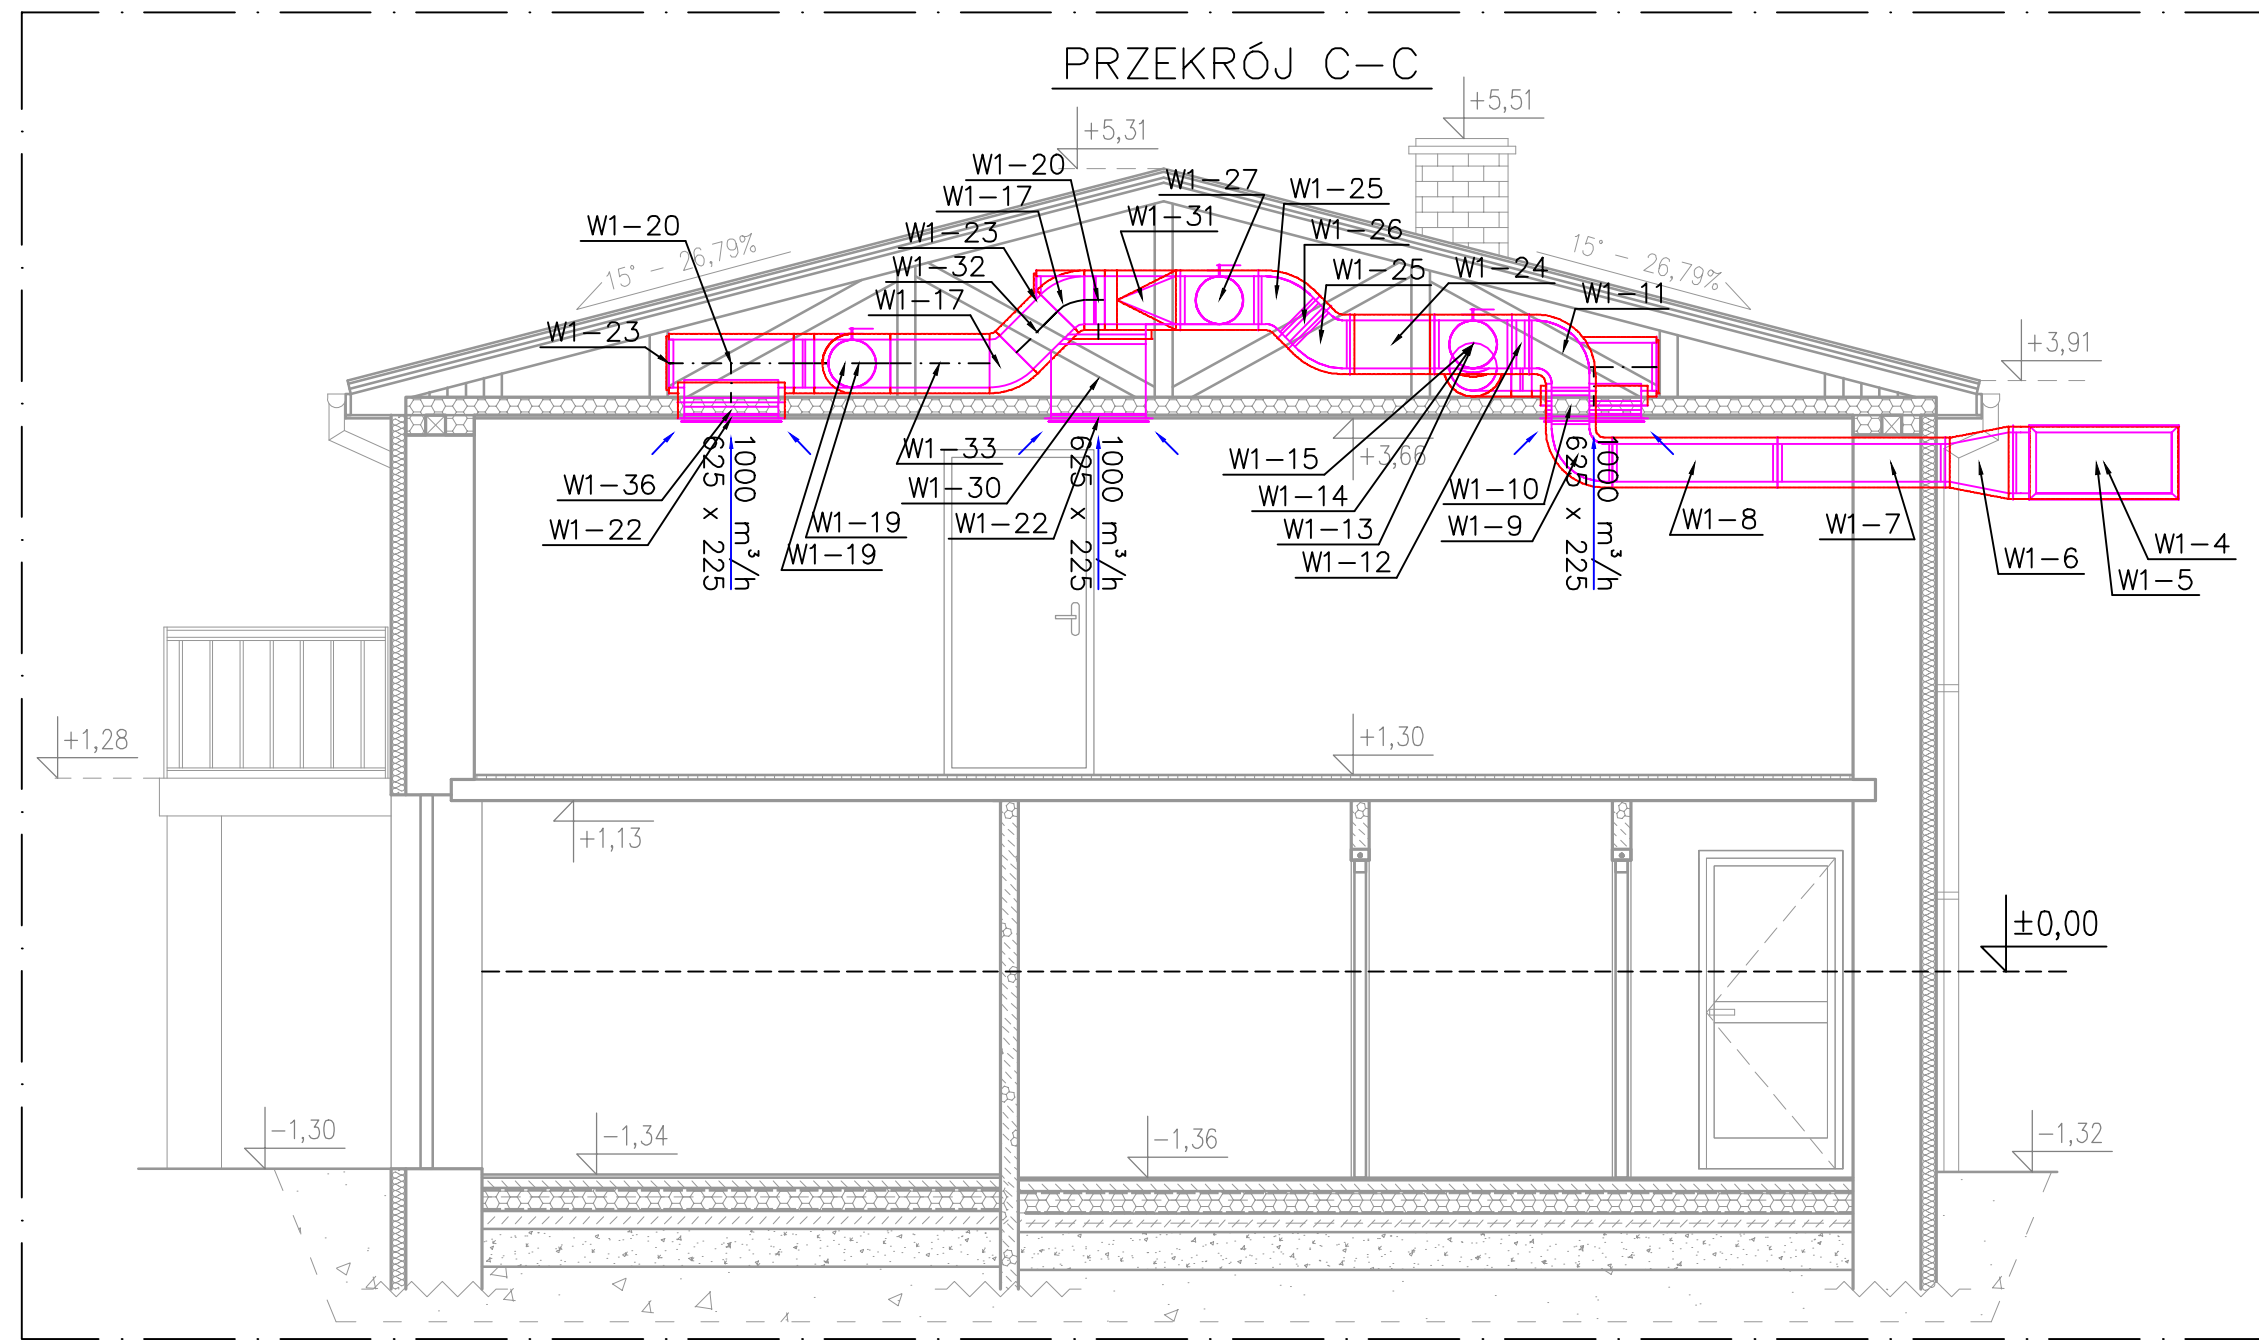 PRZEKRÓJ C–C
+5,51
+5,31
W1–20
W1–27
W1–25
W1–17
W1–31
W1–20
W1–23
W1–26
15° – 26,79%
15° – 26,79%
W1–32
W1–25
W1–24
W1–17
W1–11
W1–23
+3,91
+3,66
W1–33
W1–15
W1–36
W1–30
W1–14
W1–10
W1–22
W1–19
W1–22
W1–13
W1–9
W1–8
W1–7
W1–19
W1–12
W1–6
W1–4
W1–5
1000 m³/h
625 x 225
1000 m³/h
625 x 225
1000 m³/h
625 x 225
+1,28
+1,30
+1,13
±0,00
–1,30
–1,34
–1,36
–1,32